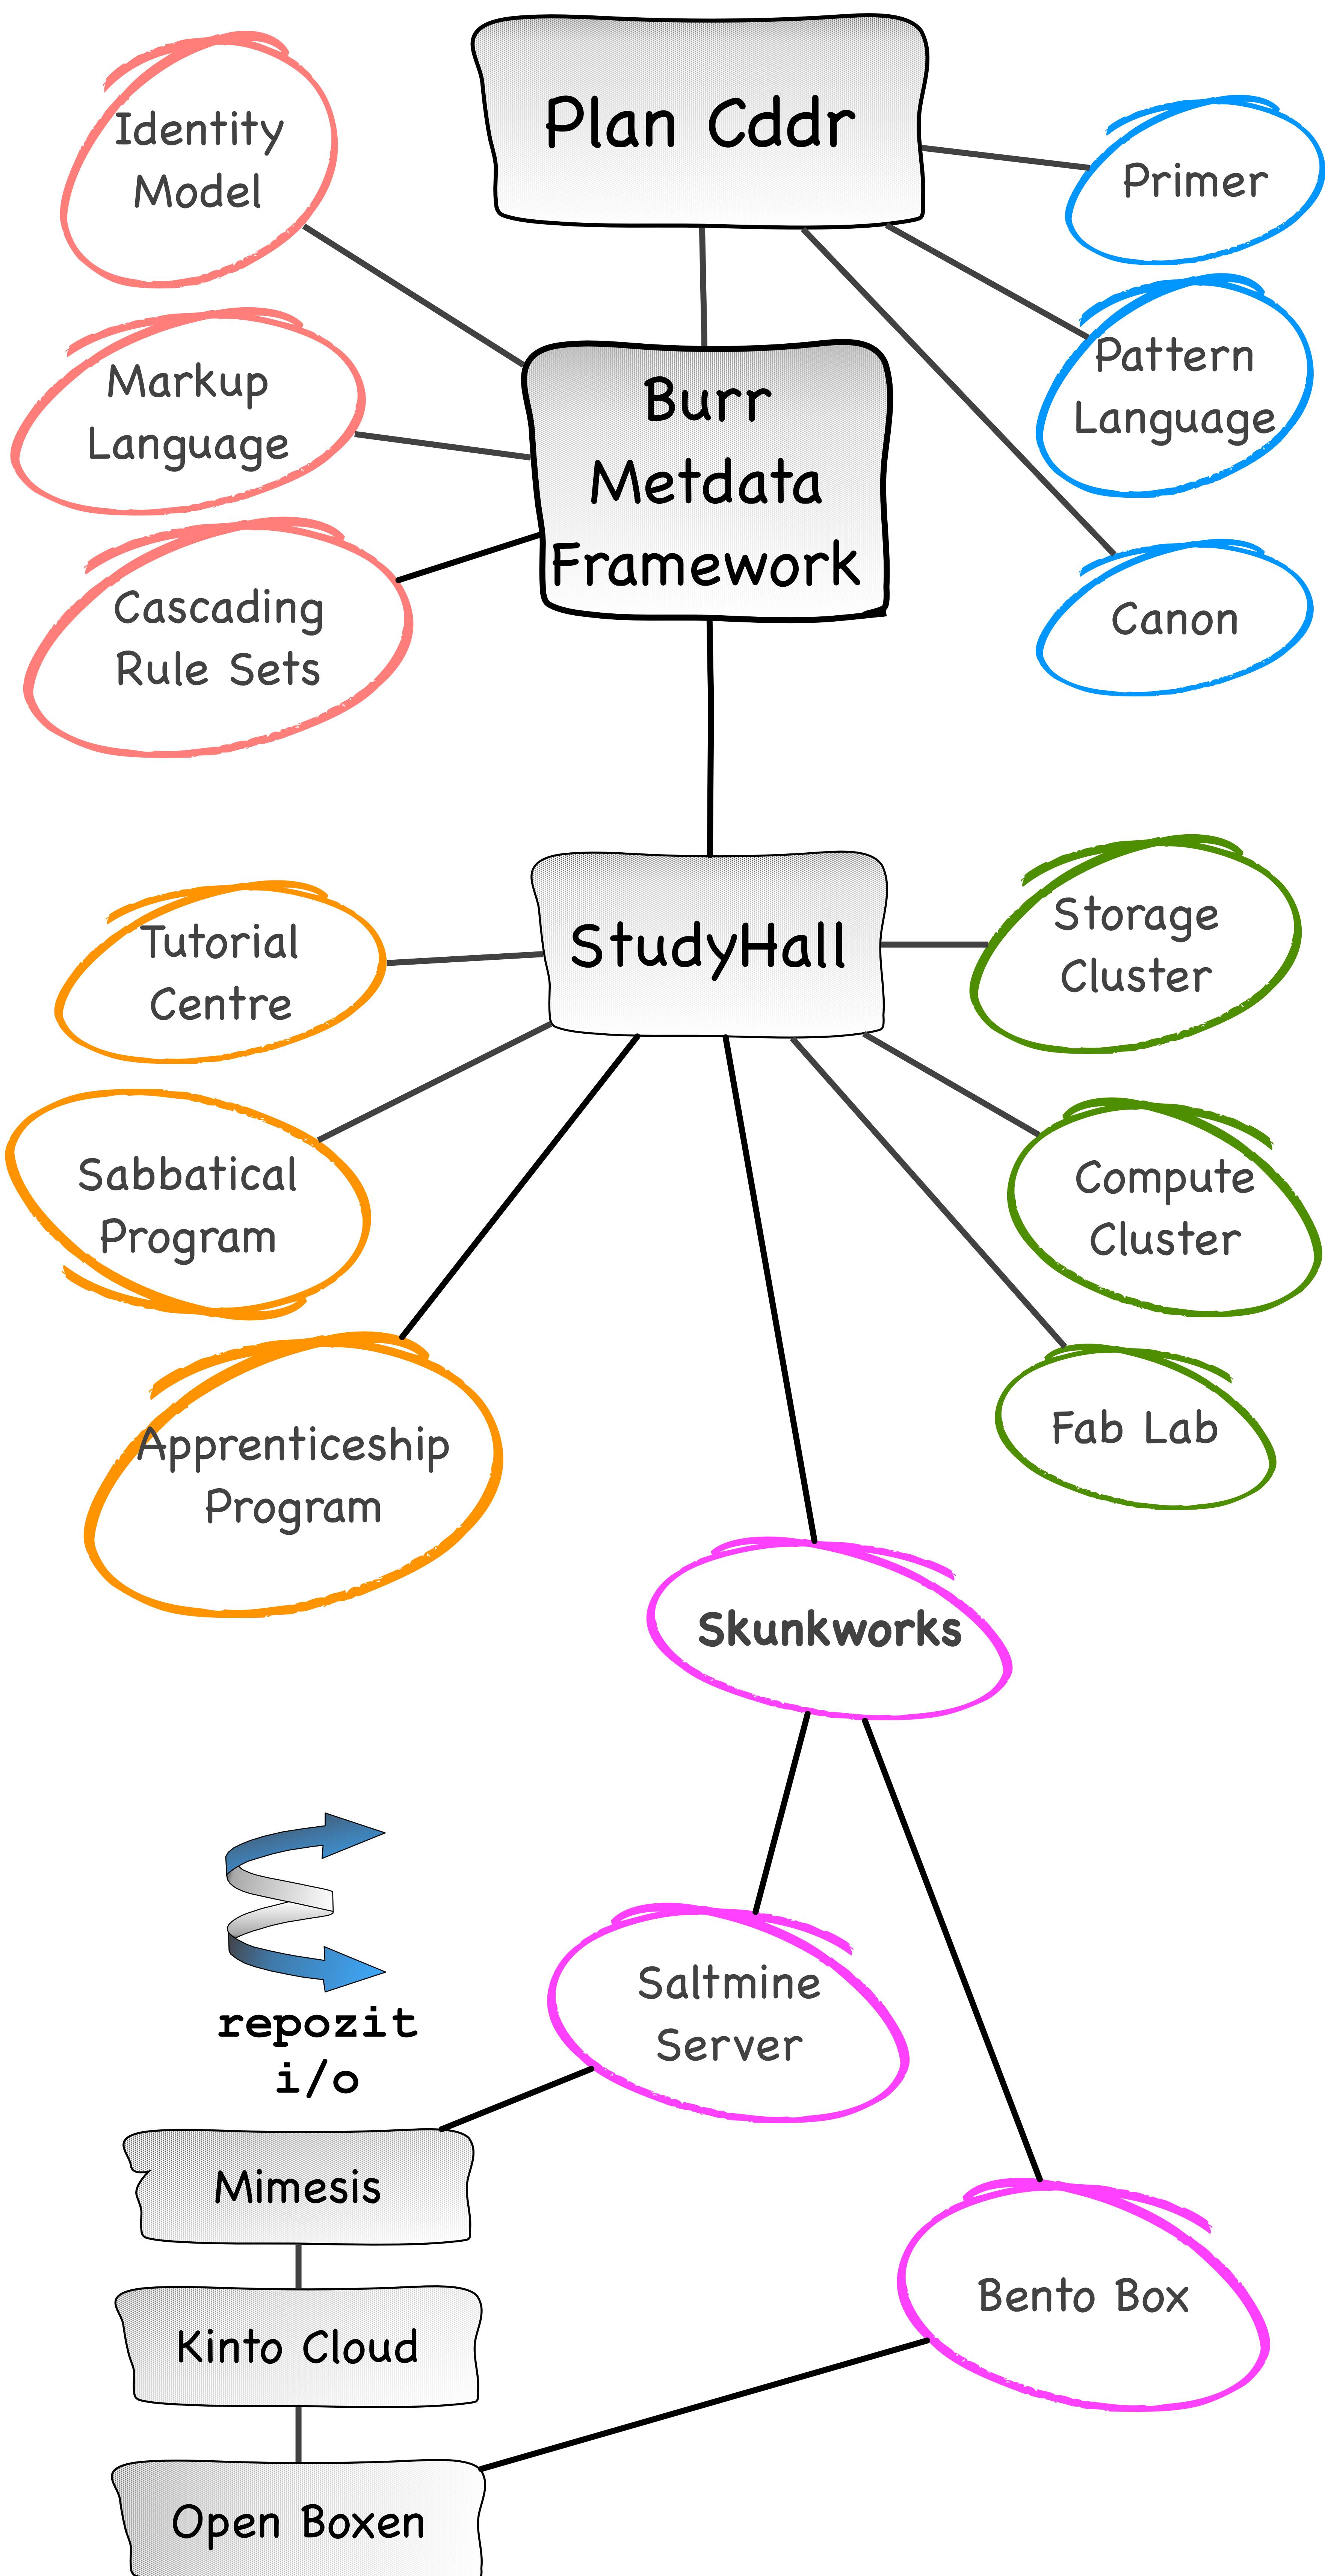 Plan Cddr
Identity
Model
Primer
Markup
Language
Burr
Metdata
Framework
Pattern
Language
Cascading
Rule Sets
Canon
Tutorial
Centre
StudyHall
Storage
Cluster
Sabbatical
Program
Compute
Cluster
Apprenticeship
Program
Fab Lab
Skunkworks
repozit
i/o
Saltmine
Server
Mimesis
Kinto Cloud
Bento Box
Open Boxen